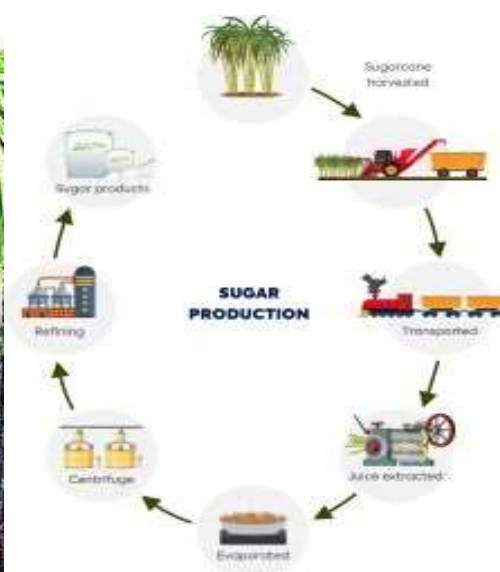 Sugarcane
harvested
Transported
Juice extracted
Evaporated
Centrifuge
Refining
Sugar products
SUGAR
PRODUCTION